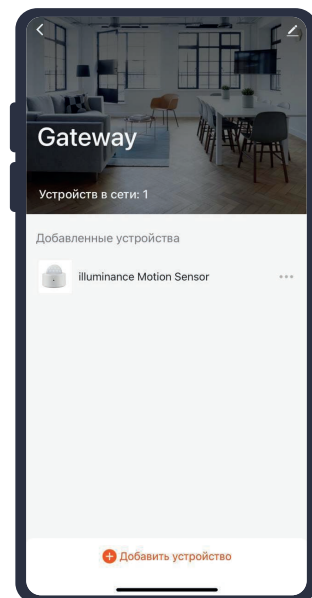 Gateway
Устройств в сети: 1
Добавленные устройства
illuminance Motion Sensor
Добавить устройство